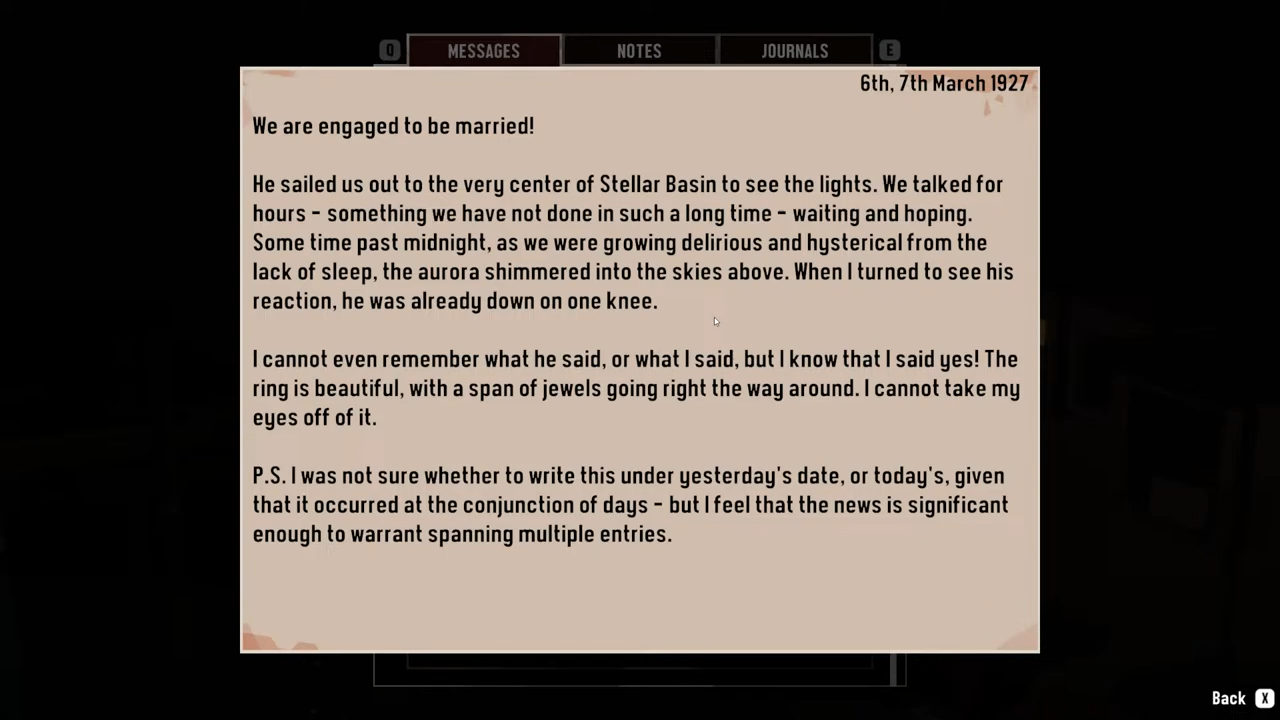 Q MESSAGES NOTES JOURNALS E
6th, 7th March 1927
We are engaged to be married!
He sailed us out to the very center of Stellar Basin to see the lights. We talked for
hours - something we have not done in such a long time - waiting and hoping.
Some time past midnight, as we were growing delirious and hysterical from the
lack of sleep, the aurora shimmered into the skies above. When I turned to see his
reaction, he was already down on one knee.
I cannot even remember what he said, or what I said, but I know that I said yes! The
ring is beautiful, with a span of jewels going right the way around. I cannot take my
eyes off of it.
P.S. I was not sure whether to write this under yesterday's date, or today's, given
that it occurred at the conjunction of days - but I feel that the news is significant
enough to warrant spanning multiple entries.
Back X